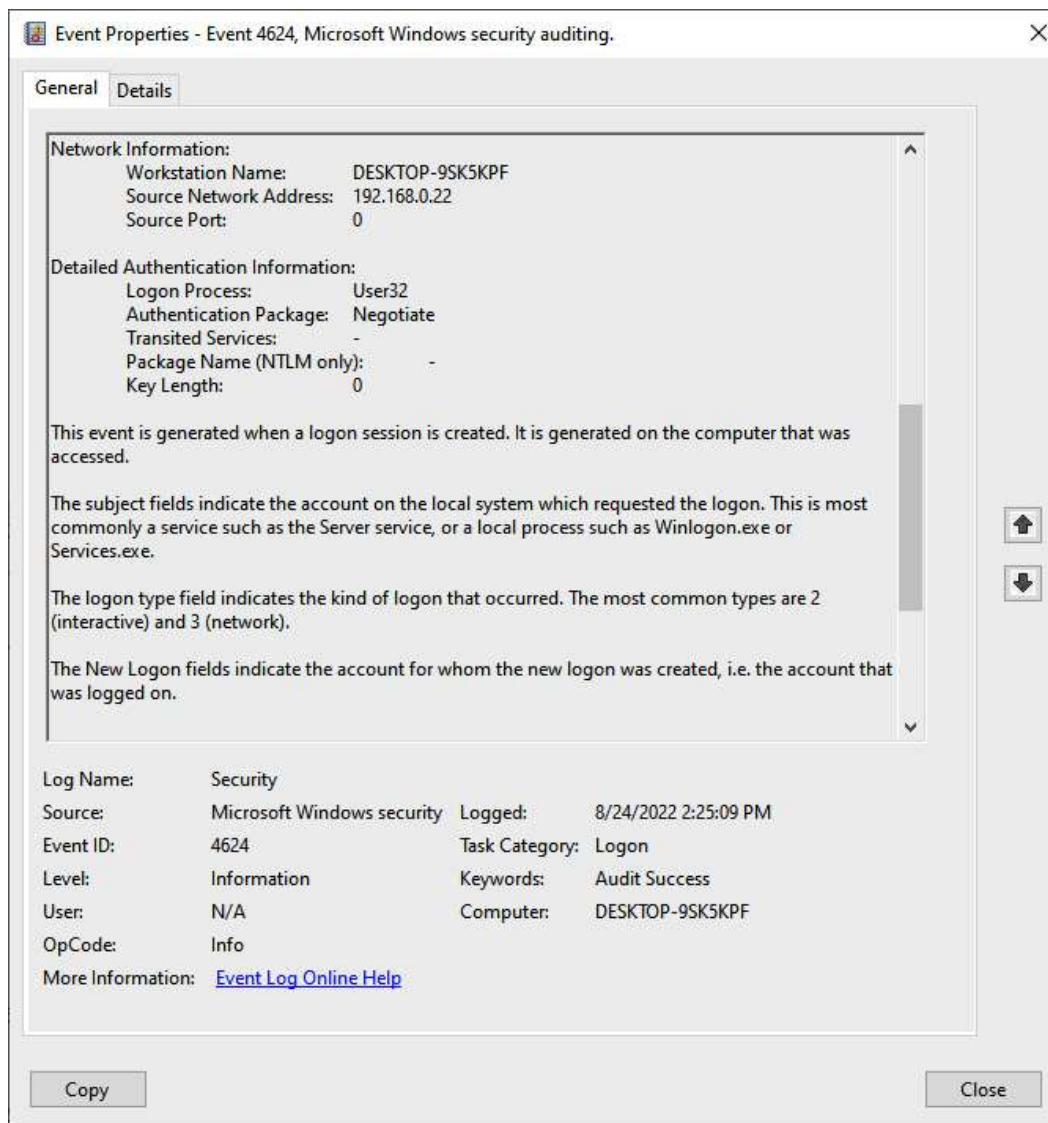 Event Properties - Event 4624, Microsoft Windows security auditing.
General Details
Network Information:
Workstation Name: DESKTOP-9SK5KPF
Source Network Address: 192.168.0.22
Source Port: 0
Detailed Authentication Information:
Logon Process: User32
Authentication Package: Negotiate
Transited Services: -
Package Name (NTLM only): -
Key Length: 0
This event is generated when a logon session is created. It is generated on the computer that was
accessed.
The subject fields indicate the account on the local system which requested the logon. This is most
commonly a service such as the Server service, or a local process such as Winlogon.exe or
Services.exe.
The logon type field indicates the kind of logon that occurred. The most common types are 2
(interactive) and 3 (network).
The New Logon fields indicate the account for whom the new logon was created, i.e. the account that
was logged on.
Log Name: Security
Source: Microsoft Windows security Logged: 8/24/2022 2:25:09 PM
Event ID: 4624 Task Category: Logon
Level: Information Keywords: Audit Success
User: N/A Computer: DESKTOP-9SK5KPF
OpCode: Info
More Information: Event Log Online Help
Copy Close